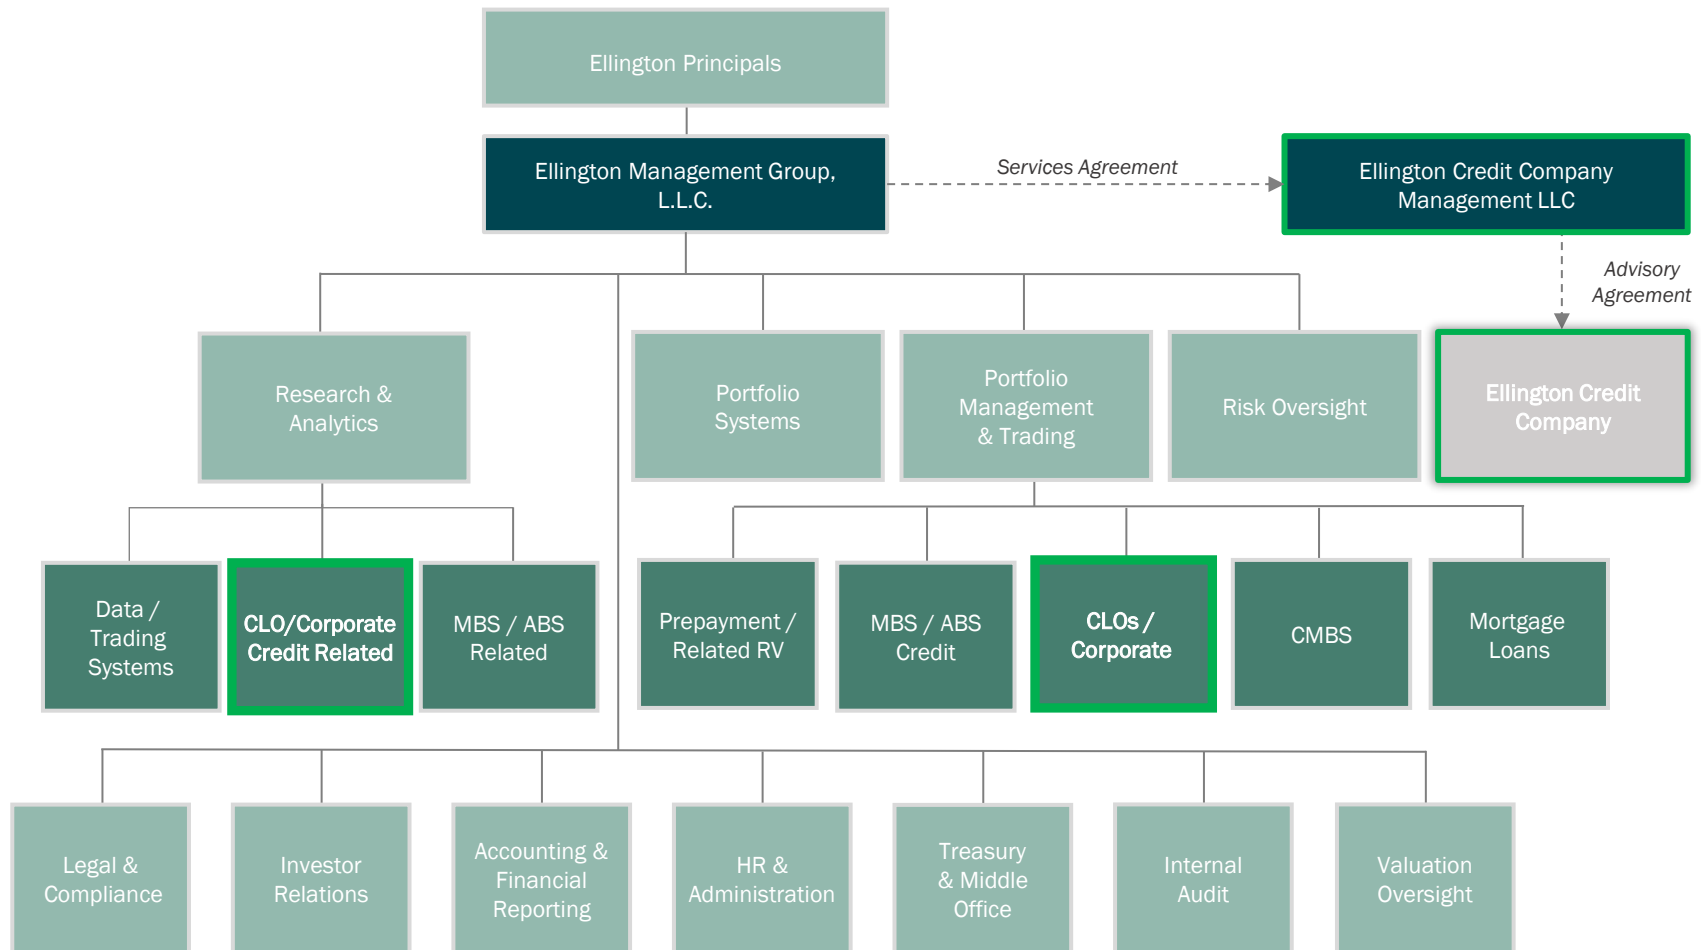 Ellington Principals
Ellington Management Group,
L.L.C.
Services Agreement
Ellington Credit Company
Management LLC
Advisory
Agreement
Research &
Analytics
Portfolio
Systems
Portfolio
Management
& Trading
Risk Oversight
Ellington Credit
Company
Data /
Trading
Systems
CLO/Corporate
Credit Related
MBS / ABS
Related
Prepayment /
Related RV
MBS / ABS
Credit
CLOs /
Corporate
CMBS
Mortgage
Loans
Legal &
Compliance
Investor
Relations
Accounting &
Financial
Reporting
HR &
Administration
Treasury
& Middle
Office
Internal
Audit
Valuation
Oversight